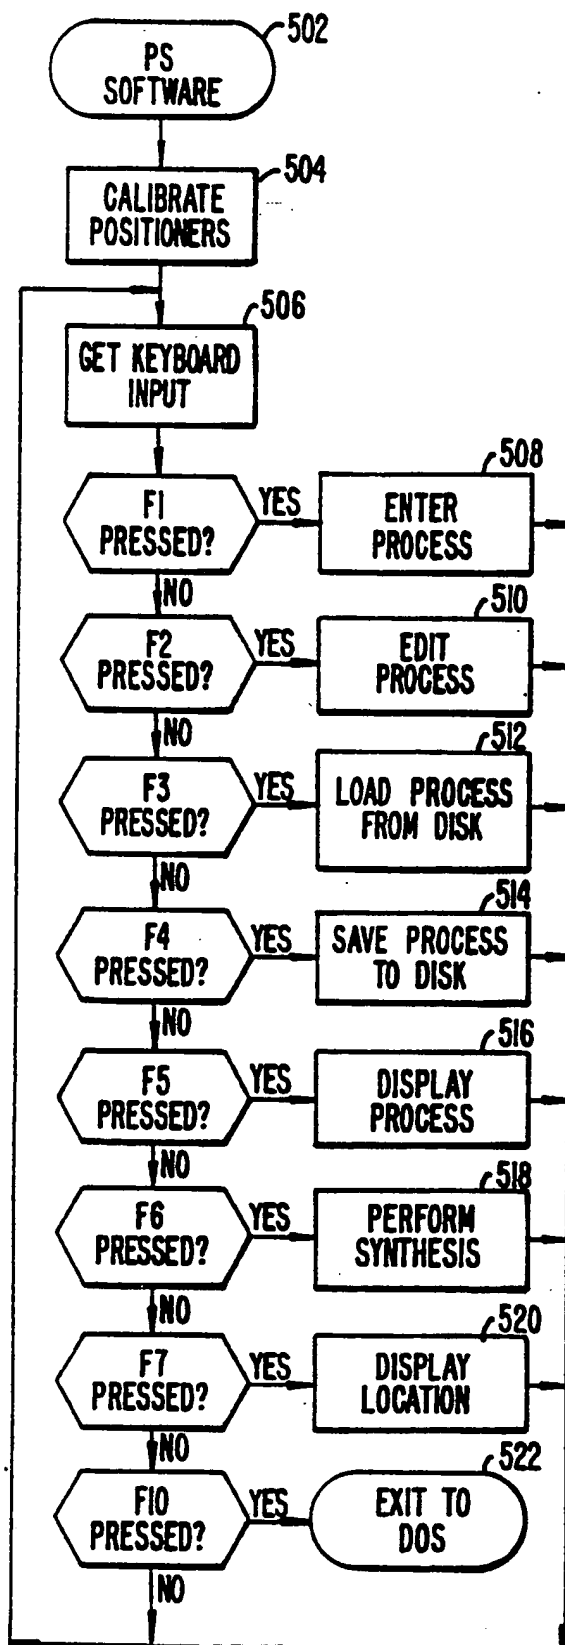 502
PS
SOFTWARE
504
CALIBRATE
POSITIONERS
506
GET KEYBOARD
INPUT
508
F1
PRESSED?
YES
ENTER
PROCESS
NO
510
F2
PRESSED?
YES
EDIT
PROCESS
NO
512
F3
PRESSED?
YES
LOAD PROCESS
FROM DISK
NO
514
F4
PRESSED?
YES
SAVE PROCESS
TO DISK
NO
516
F5
PRESSED?
YES
DISPLAY
PROCESS
NO
518
F6
PRESSED?
YES
PERFORM
SYNTHESIS
NO
520
F7
PRESSED?
YES
DISPLAY
LOCATION
NO
522
F10
PRESSED?
YES
EXIT TO
DOS
NO